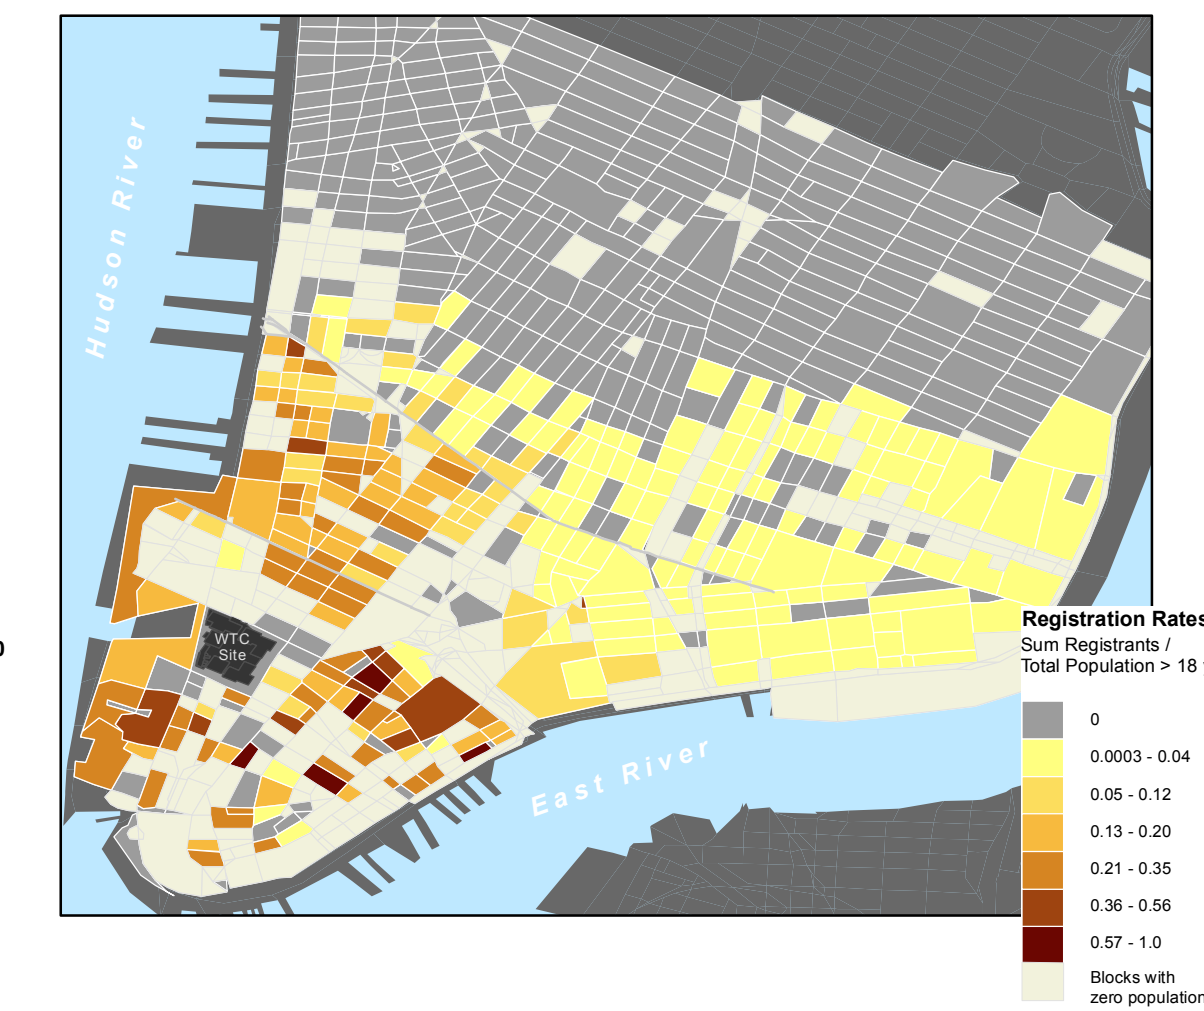 Hudson River
WTC
Site
East River
0
Registration Rates
Sum Registrants /
Total Population > 18
0
0.0003 - 0.04
0.05 - 0.12
0.13 - 0.20
0.21 - 0.35
0.36 - 0.56
0.57 - 1.0
Blocks with
zero population